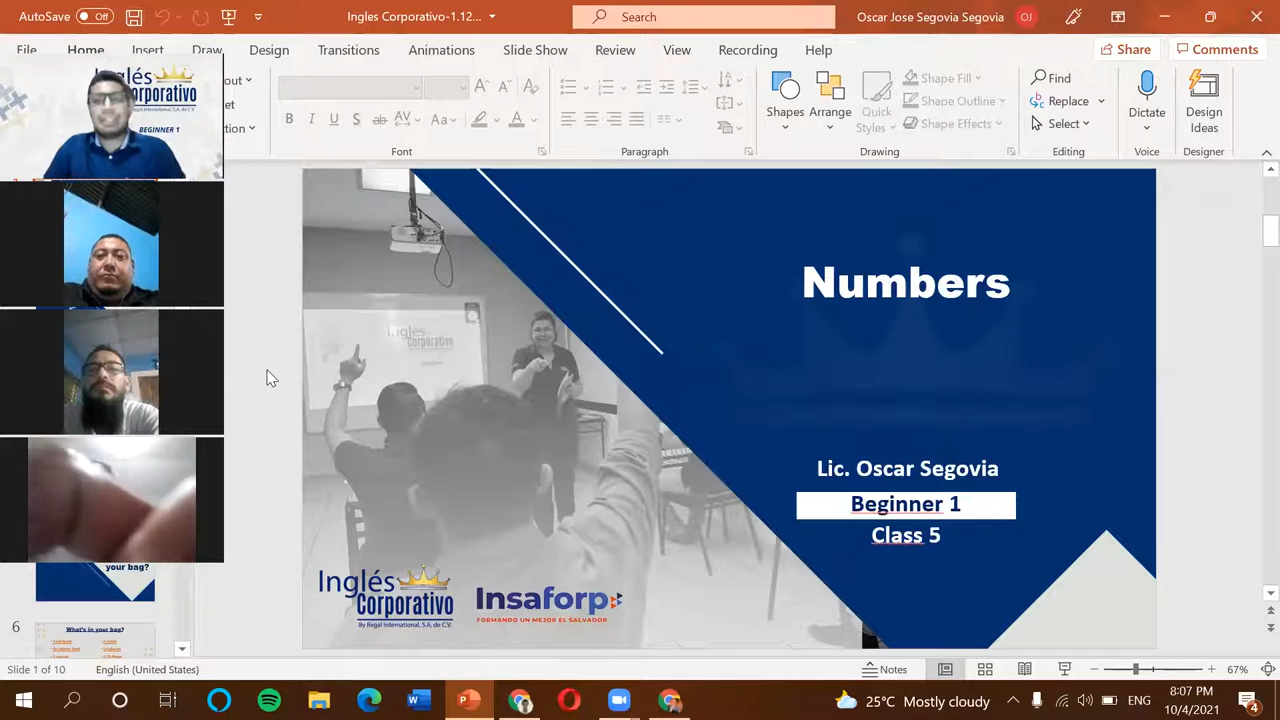 AutoSave Off
Ingles Corporativo-1.12...
Search
Oscar Jose Segovia Segovia
OJ
File Home Insert Draw Design Transitions Animations Slide Show Review View Recording Help
Share
Comments
Inglés
Corporativo
BEGINNER 1
B
ab
AV
Aa
A
Shapes
Arrange
Quick
Styles
Shape Fill
Shape Outline
Shape Effects
Find
Replace
Select
Dictate
Design
Ideas
Font
Paragraph
Drawing
Editing
Voice
Designer
Numbers
Lic. Oscar Segovia
Beginner 1
Class 5
Inglés
Corporativo
By Regal International, S.A. de C.V.
Insaforp
FORMANDO UN MEJOR EL SALVADOR
your bag?
6
What's in your bag?
Slide 1 of 10
English (United States)
Notes
67%
25°C Mostly cloudy
ENG
8:07 PM
10/4/2021
4